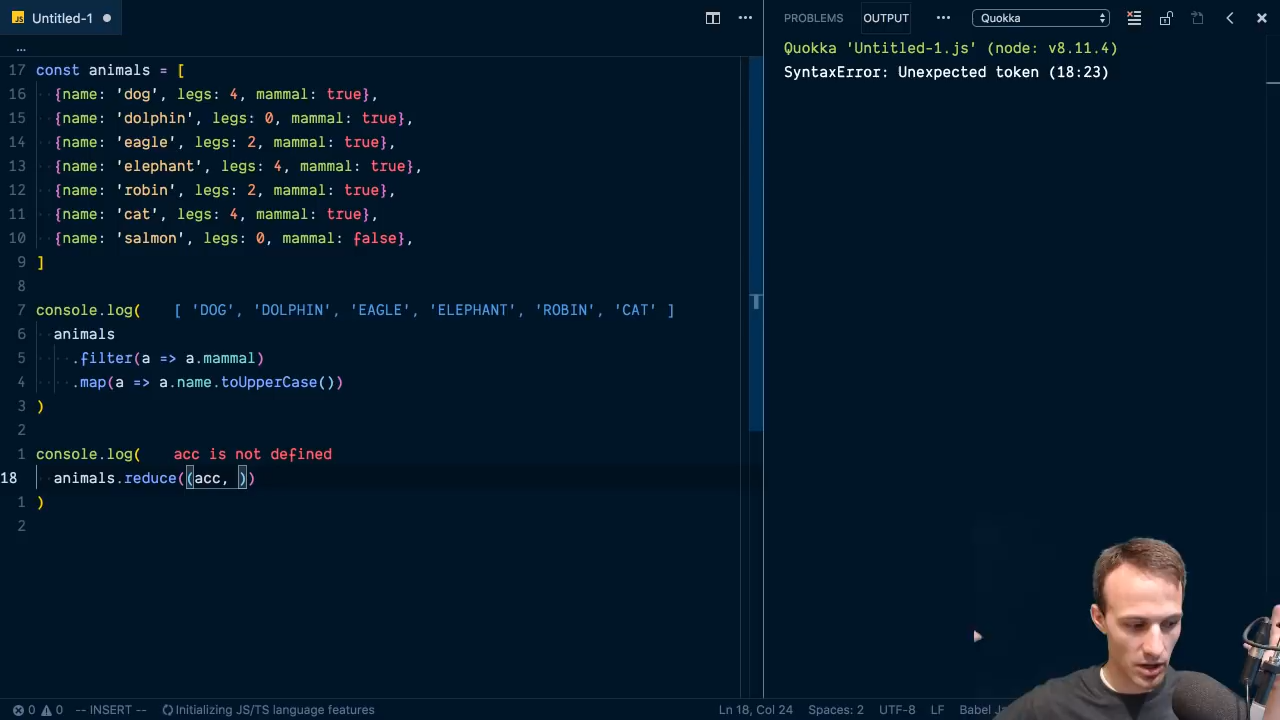 JS Untitled-1 ●
...
17 const animals = [
16 {name: 'dog', legs: 4, mammal: true},
15 {name: 'dolphin', legs: 0, mammal: true},
14 {name: 'eagle', legs: 2, mammal: true},
13 {name: 'elephant', legs: 4, mammal: true},
12 {name: 'robin', legs: 2, mammal: true},
11 {name: 'cat', legs: 4, mammal: true},
10 {name: 'salmon', legs: 0, mammal: false},
9 ]
8
7 console.log( [ 'DOG', 'DOLPHIN', 'EAGLE', 'ELEPHANT', 'ROBIN', 'CAT' ]
6 animals
5 .filter(a => a.mammal)
4 .map(a => a.name.toUpperCase())
3 )
2
1 console.log( acc is not defined
18 animals.reduce((acc, ))
1 )
2
PROBLEMS OUTPUT ... Quokka
Quokka 'Untitled-1.js' (node: v8.11.4)
SyntaxError: Unexpected token (18:23)
0 0 -- INSERT -- Initializing JS/TS language features Ln 18, Col 24 Spaces: 2 UTF-8 LF Babel